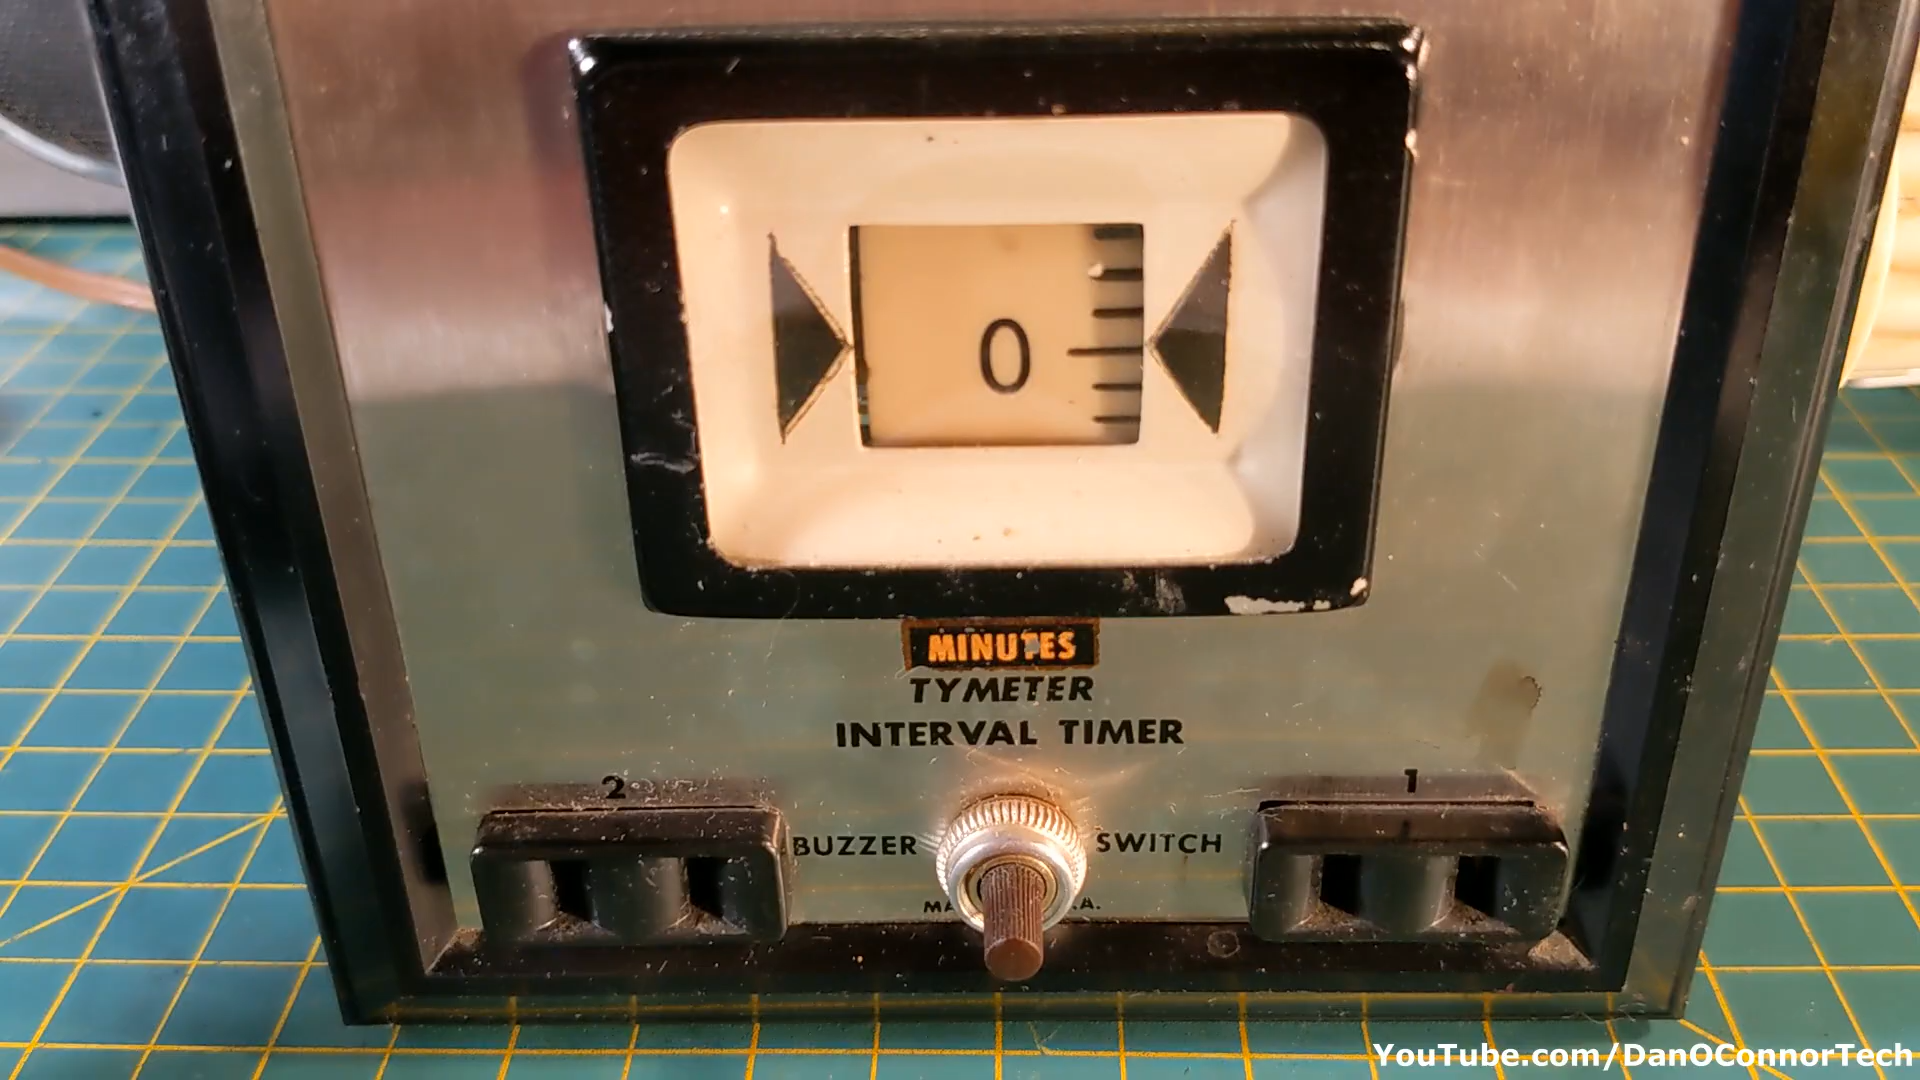 0
MINUTES
TYMETER
INTERVAL TIMER
2
1
BUZZER
SWITCH
YouTube.com/DanOConnorTech